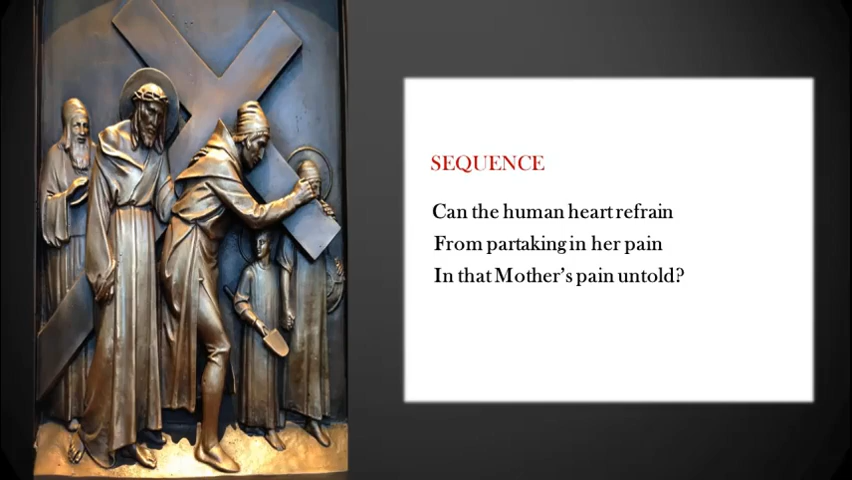 SEQUENCE
Can the human heart refrain
From partaking in her pain
In that Mother's pain untold?